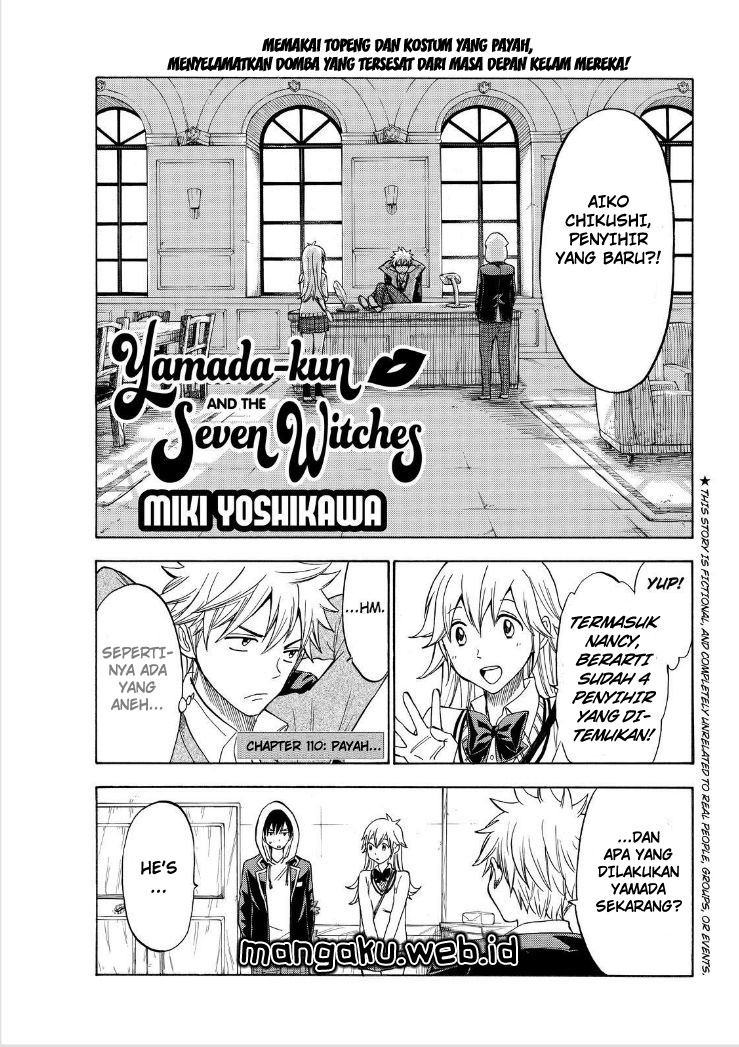 MEMAKAI TOPENG DAN KOSTUM YANG PAYAH,
MENYELAMATKAN DOMBA YANG TERSESAT DARI MASA DEPAN KELAM MEREKA!
AIKO
CHIKUSHI,
PENYIHIR
YANG BARU?!
Yamada-kun
AND THE
Seven Witches
MIKI YOSHIKAWA
★THIS STORY IS FICTIONAL, AND COMPLETELY UNRELATED TO REAL PEOPLE, GROUPS, OR EVENTS.
...HM.
SEPERTI-
NYA ADA
YANG
ANEH...
CHAPTER 110: PAYAH...
YUP!
TERMASUK
NANCY,
BERARTI
SUDAH 4
PENYIHIR
YANG DI-
TEMUKAN!
HE'S
...
...DAN
APA YANG
DILAKUKAN
YAMADA
SEKARANG?
mangaku.web.id